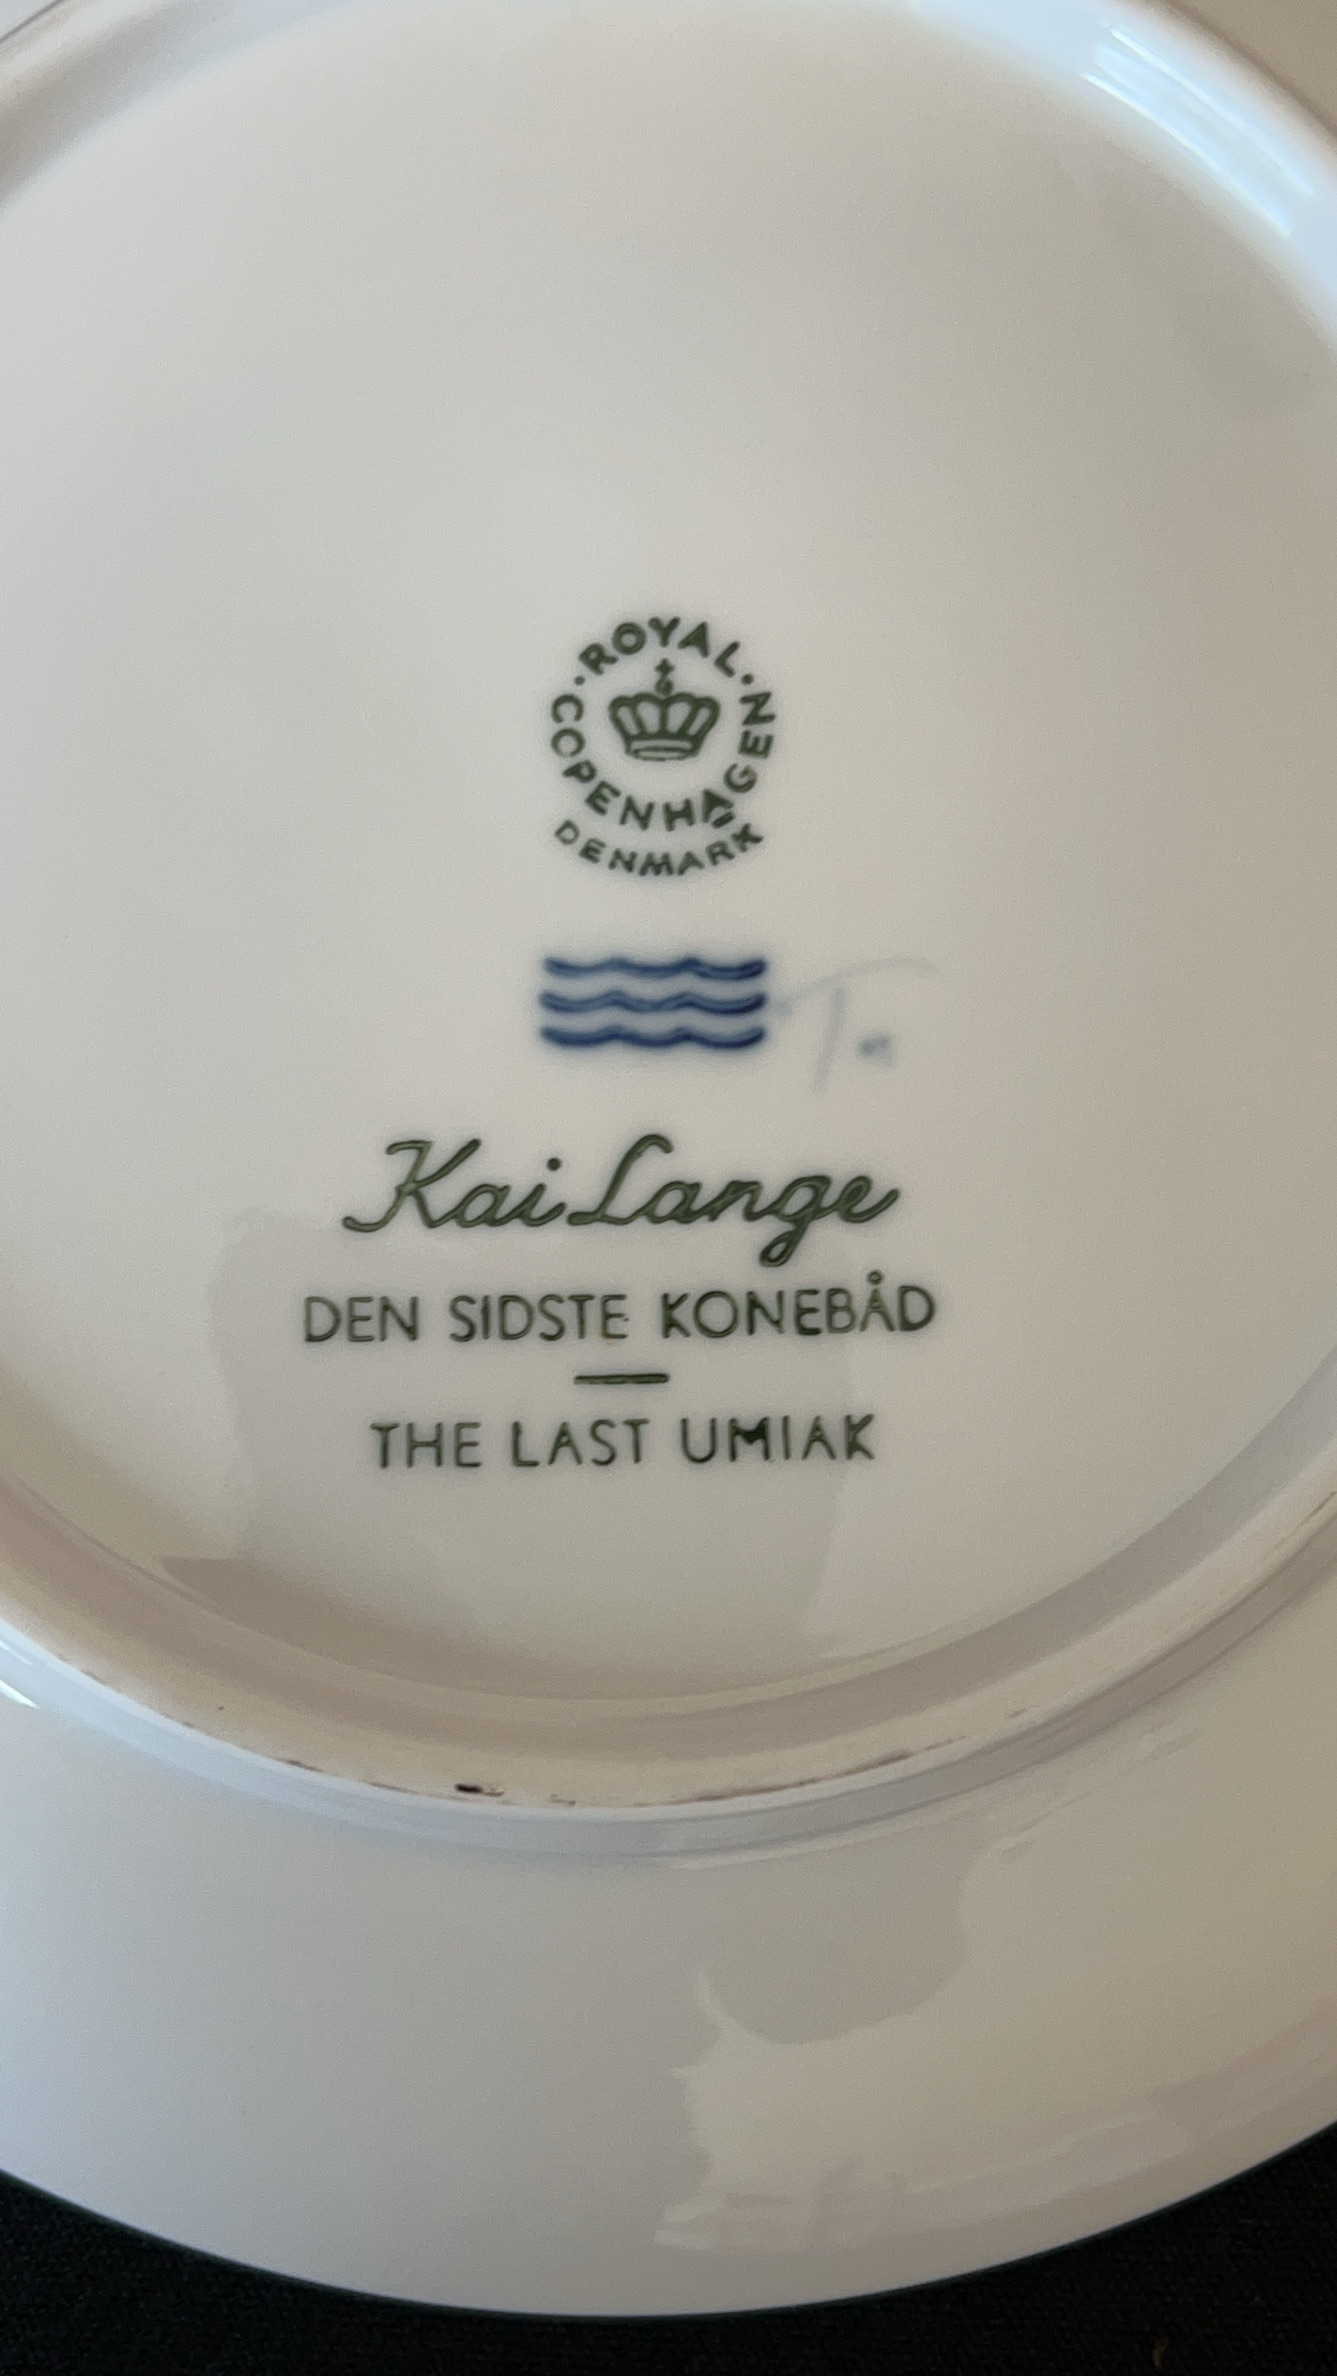 ROYAL
COPENHAGEN
DENMARK
Kai Lange
DEN SIDSTE KONEBÅD
THE LAST UMIAK